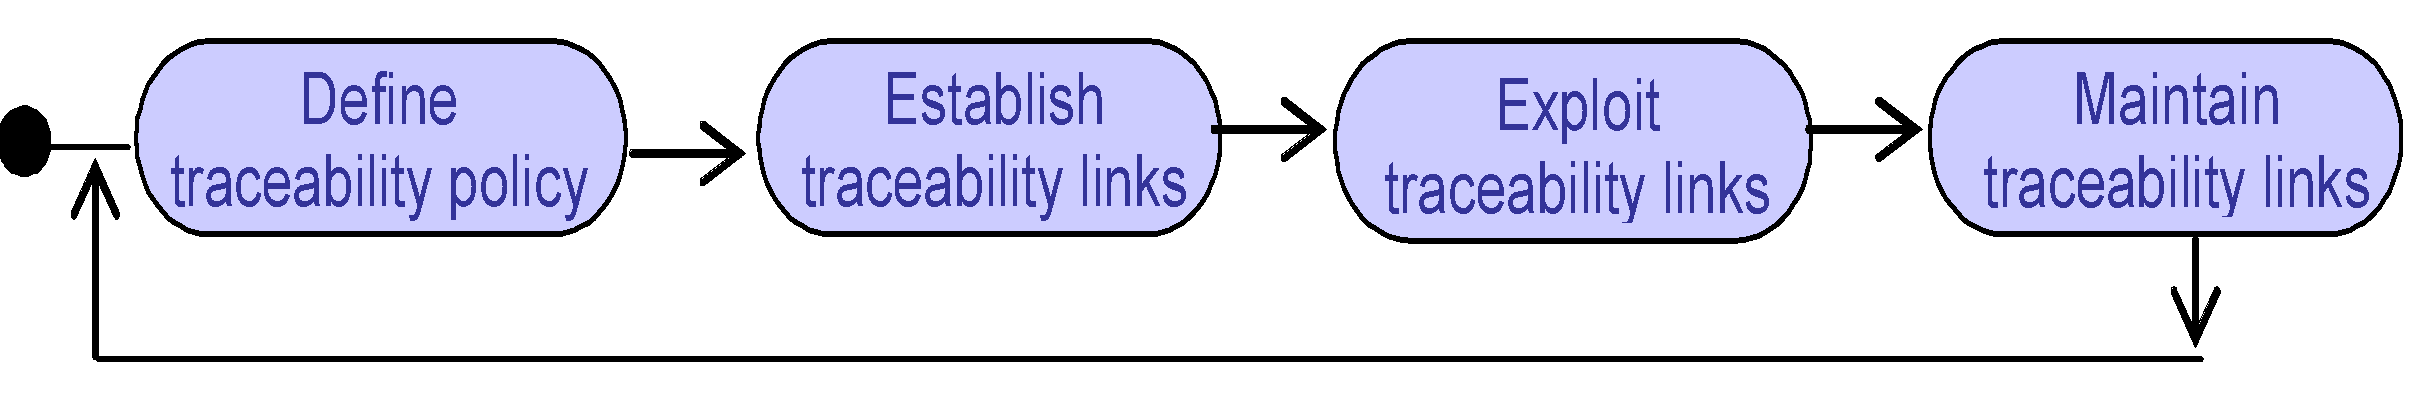 Define
traceability policy
Establish
traceability links
Exploit
traceability links
Maintain
traceability links